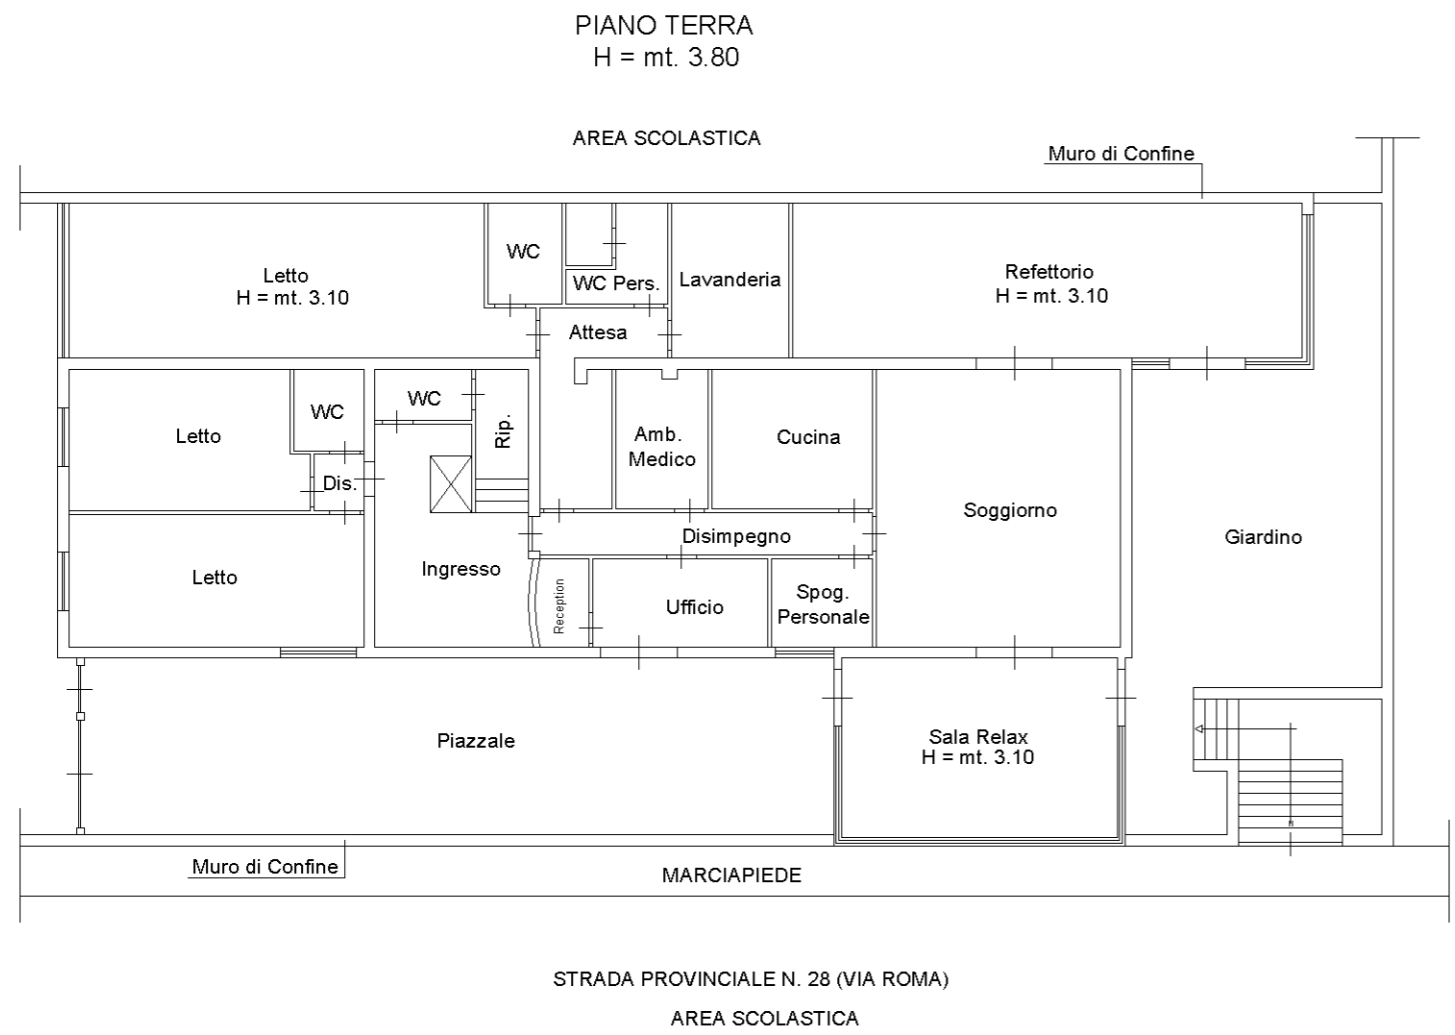 PIANO TERRA
H = mt. 3.80
AREA SCOLASTICA
Muro di Confine
WC
WC Pers.
Lavanderia
Letto
H = mt. 3.10
Refettorio
H = mt. 3.10
Attesa
WC
WC
Rip.
Letto
Amb.
Medico
Cucina
Dis.
Soggiorno
Disimpegno
Giardino
Letto
Ingresso
Reception
Ufficio
Spog.
Personale
Piazzale
Sala Relax
H = mt. 3.10
Muro di Confine
MARCIAPIEDE
STRADA PROVINCIALE N. 28 (VIA ROMA)
AREA SCOLASTICA